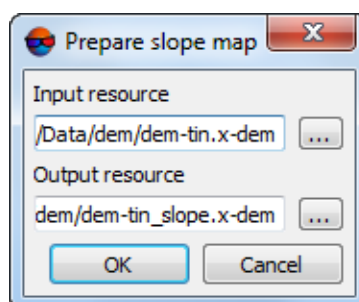 Prepare slope map
Input resource
/Data/dem/dem-tin.x-dem
...
Output resource
dem/dem-tin_slope.x-dem
...
OK
Cancel